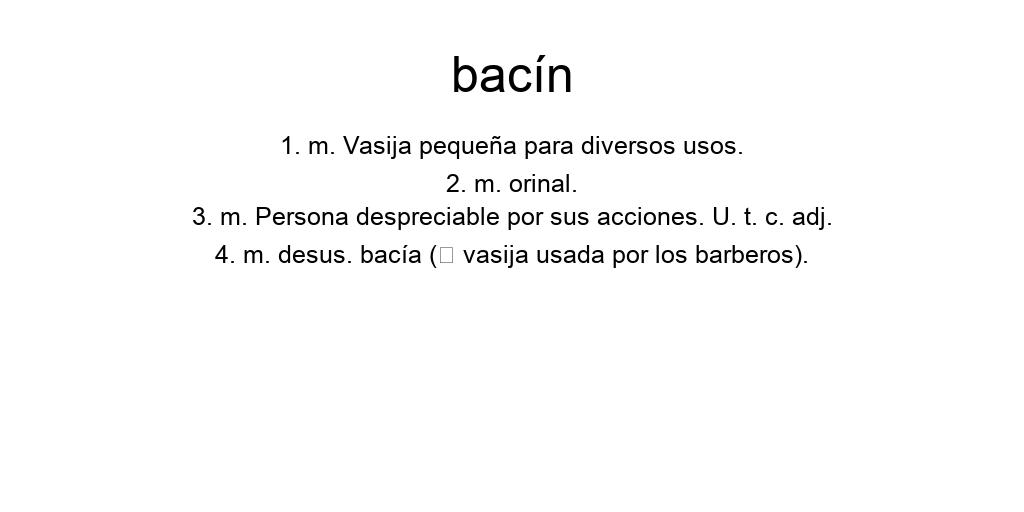 bacín
1. m. Vasija pequeña para diversos usos.
2. m. orinal.
3. m. Persona despreciable por sus acciones. U. t. c. adj.
4. m. desus. bacía (□ vasija usada por los barberos).